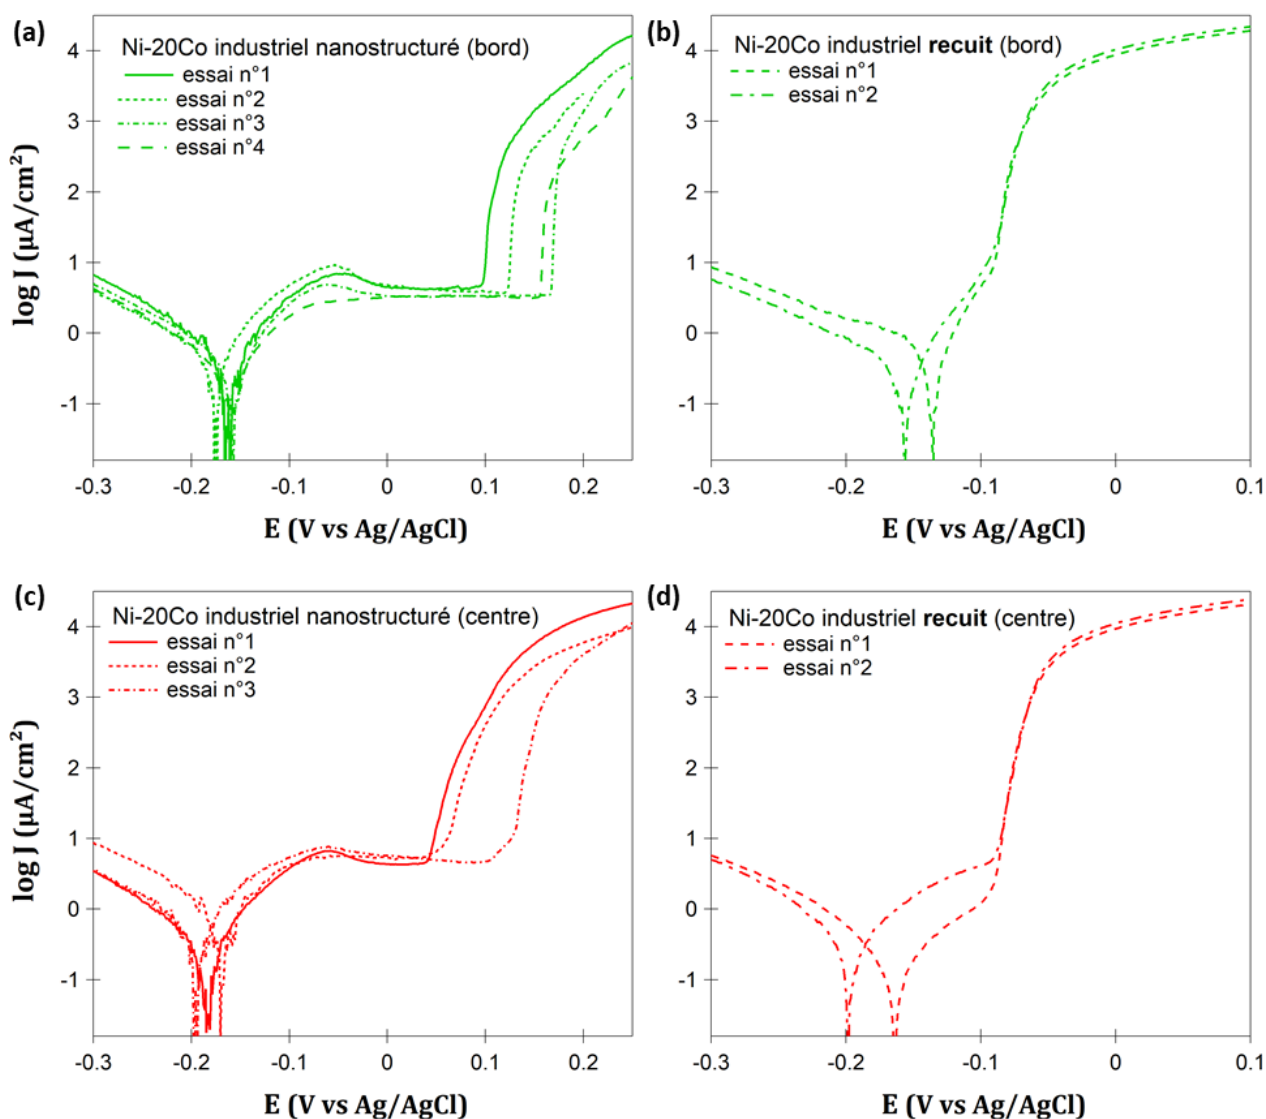 (a)
Ni-20Co industriel nanostructuré (bord)
essai n°1
essai n°2
essai n°3
essai n°4
4
3
2
1
0
-1
log J (µA/cm²)
-0.3
-0.2
-0.1
0
0.1
0.2
E (V vs Ag/AgCl)
(b)
Ni-20Co industriel recuit (bord)
essai n°1
essai n°2
4
3
2
1
0
-1
log J (µA/cm²)
-0.3
-0.2
-0.1
0
0.1
E (V vs Ag/AgCl)
(c)
Ni-20Co industriel nanostructuré (centre)
essai n°1
essai n°2
essai n°3
4
3
2
1
0
-1
log J (µA/cm²)
-0.3
-0.2
-0.1
0
0.1
0.2
E (V vs Ag/AgCl)
(d)
Ni-20Co industriel recuit (centre)
essai n°1
essai n°2
4
3
2
1
0
-1
log J (µA/cm²)
-0.3
-0.2
-0.1
0
0.1
E (V vs Ag/AgCl)